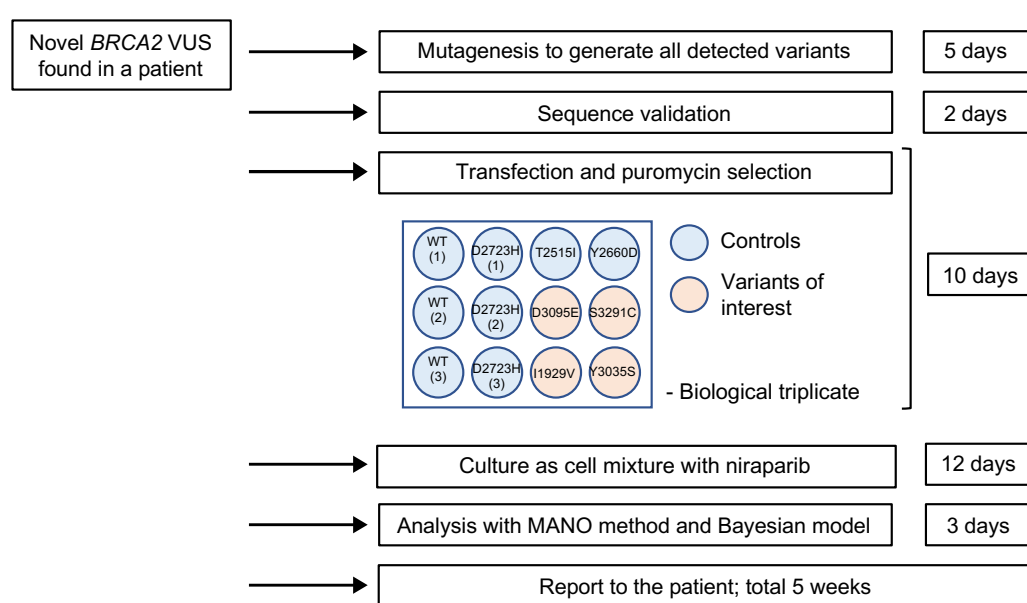 Novel BRCA2 VUS
found in a patient
Mutagenesis to generate all detected variants
5 days
Sequence validation
2 days
Transfection and puromycin selection
WT
(1)
D2723H
(1)
T2515I
Y2660D
WT
(2)
D2723H
(2)
D3095E
S3291C
WT
(3)
D2723H
(3)
I1929V
Y3035S
Controls
Variants of
interest
- Biological triplicate
10 days
Culture as cell mixture with niraparib
12 days
Analysis with MANO method and Bayesian model
3 days
Report to the patient; total 5 weeks